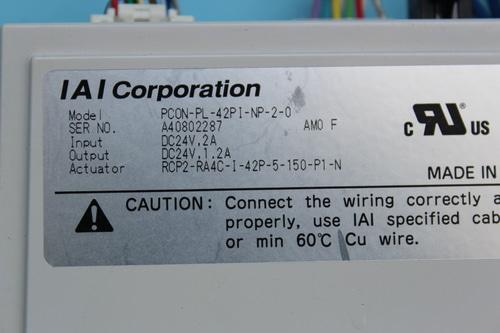 IAI Corporation
Model PCON-PL-42PI-NP-2-0
SER NO. A40802287 AMO F
Input DC24V,2A
Output DC24V,1.2A
Actuator RCP2-RA4C-I-42P-5-150-P1-N
c RU US
MADE IN
CAUTION: Connect the wiring correctly a
properly, use IAI specified cab
or min 60℃ Cu wire.